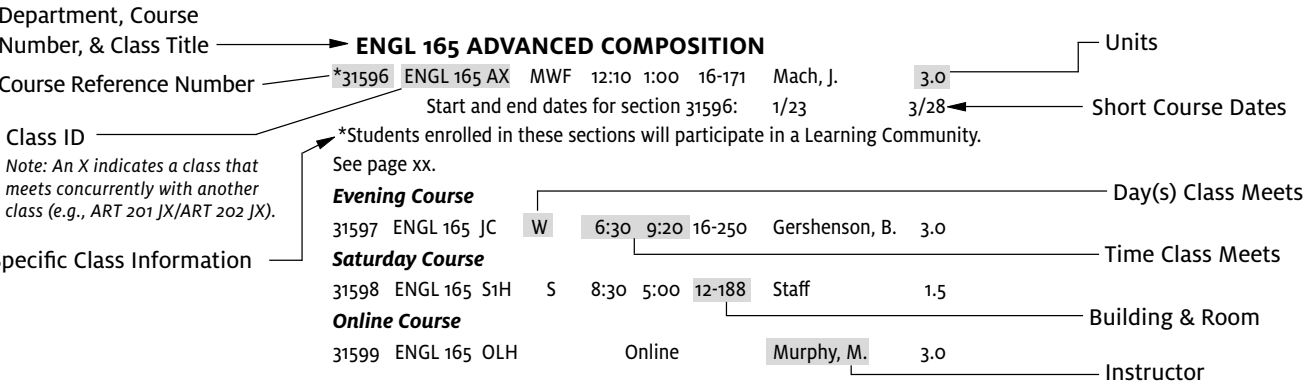 Department, Course
Number, & Class Title
ENGL 165 ADVANCED COMPOSITION
Units
Course Reference Number
*31596 ENGL 165 AX MWF 12:10 1:00 16-171 Mach, J. 3.0
Start and end dates for section 31596: 1/23 3/28
Short Course Dates
Class ID
*Students enrolled in these sections will participate in a Learning Community.
Note: An X indicates a class that
meets concurrently with another
class (e.g., ART 201 JX/ART 202 JX).
See page xx.
Evening Course
Day(s) Class Meets
31597 ENGL 165 JC W 6:30 9:20 16-250 Gershenson, B. 3.0
Specific Class Information
Saturday Course
Time Class Meets
31598 ENGL 165 S1H S 8:30 5:00 12-188 Staff 1.5
Building & Room
Online Course
31599 ENGL 165 OLH Online Murphy, M. 3.0
Instructor